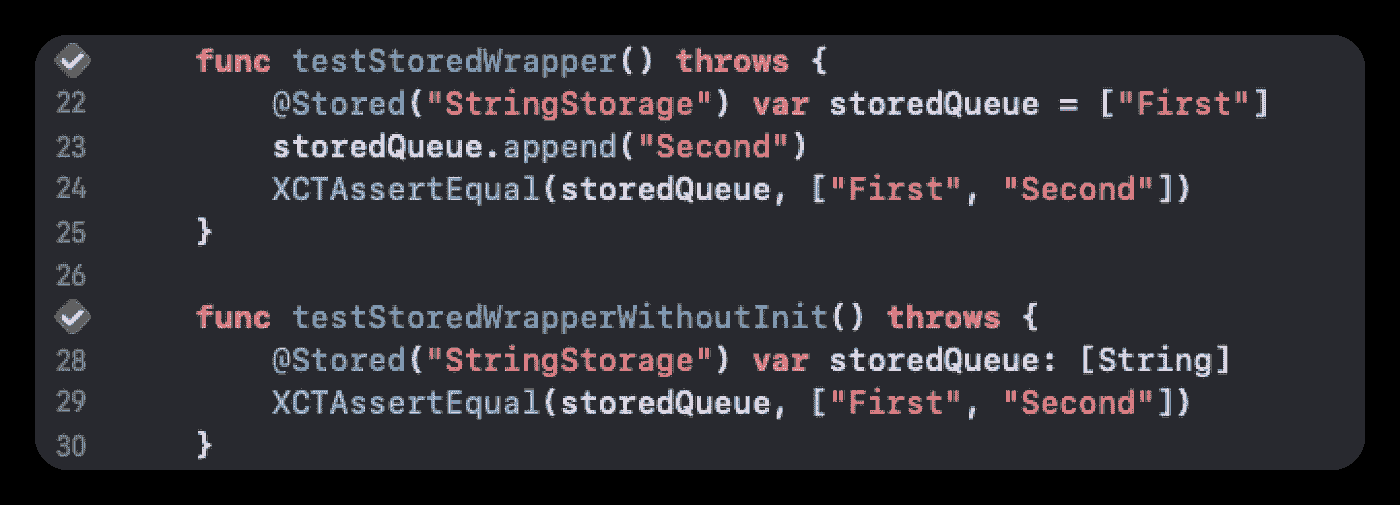 func testStoredWrapper() throws {
22 @Stored("StringStorage") var storedQueue = ["First"]
23 storedQueue.append("Second")
24 XCTAssertEqual(storedQueue, ["First", "Second"])
25 }
26
func testStoredWrapperWithoutInit() throws {
28 @Stored("StringStorage") var storedQueue: [String]
29 XCTAssertEqual(storedQueue, ["First", "Second"])
30 }